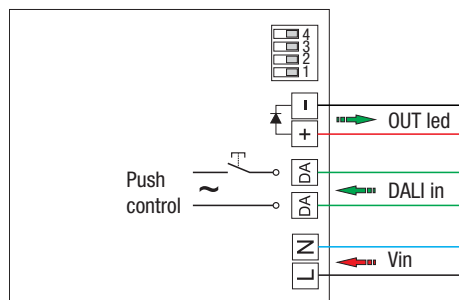 4
3
2
1
–
+
OUT led
Push
control
~
DA
DA
DALI in
N
L
Vin